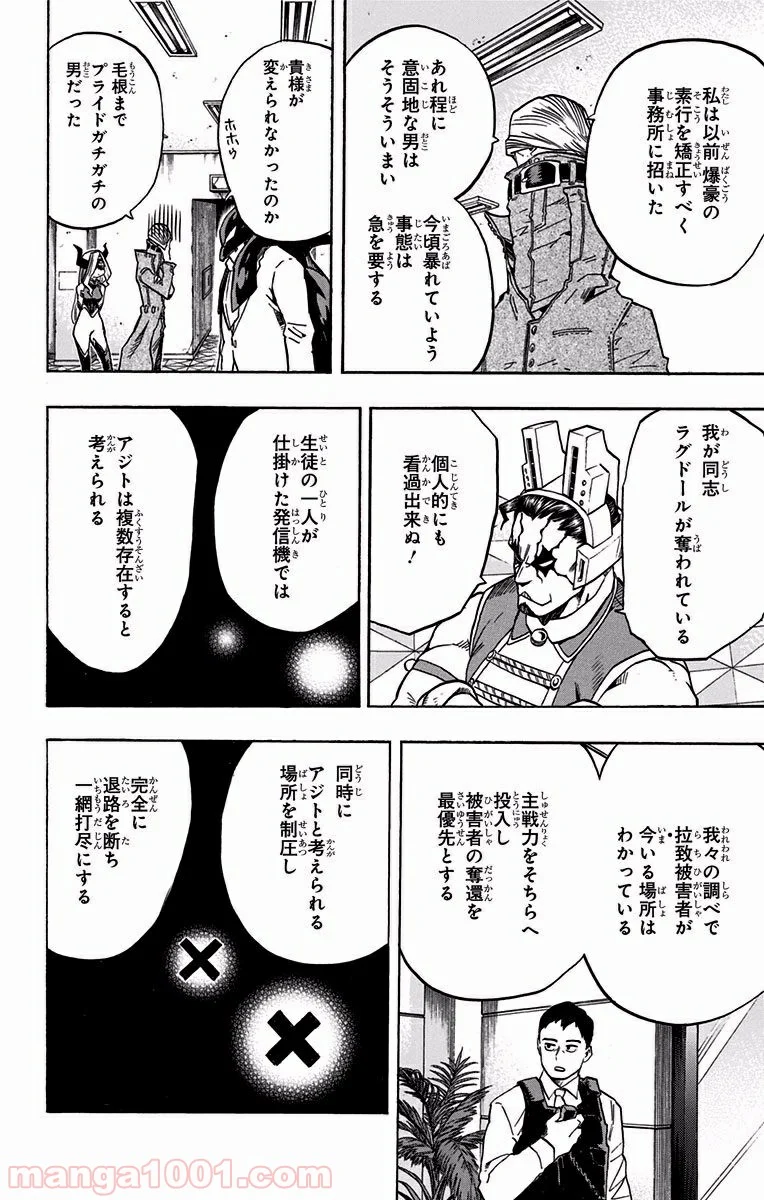 私は以前 爆豪の
素行を矯正すべく
事務所に招いた
あれ程に
意固地な男は
そうそういまい
今頃暴れていよう
事態は
急を要する
貴様が
変えられなかったのか
ホホゥ
毛根まで
プライドガチガチの
男だった
我が同志
ラグドールが奪われている
個人的にも
看過出来ぬ!
生徒の一人が
仕掛けた発信機では
アジトは複数存在すると
考えられる
我々の調べで
拉致被害者が
今いる場所は
わかっている
主戦力をそちらへ
投入し
被害者の奪還を
最優先とする
同時に
アジトと考えられる
場所を制圧し
完全に
退路を断ち
一網打尽にする
manga1001.com